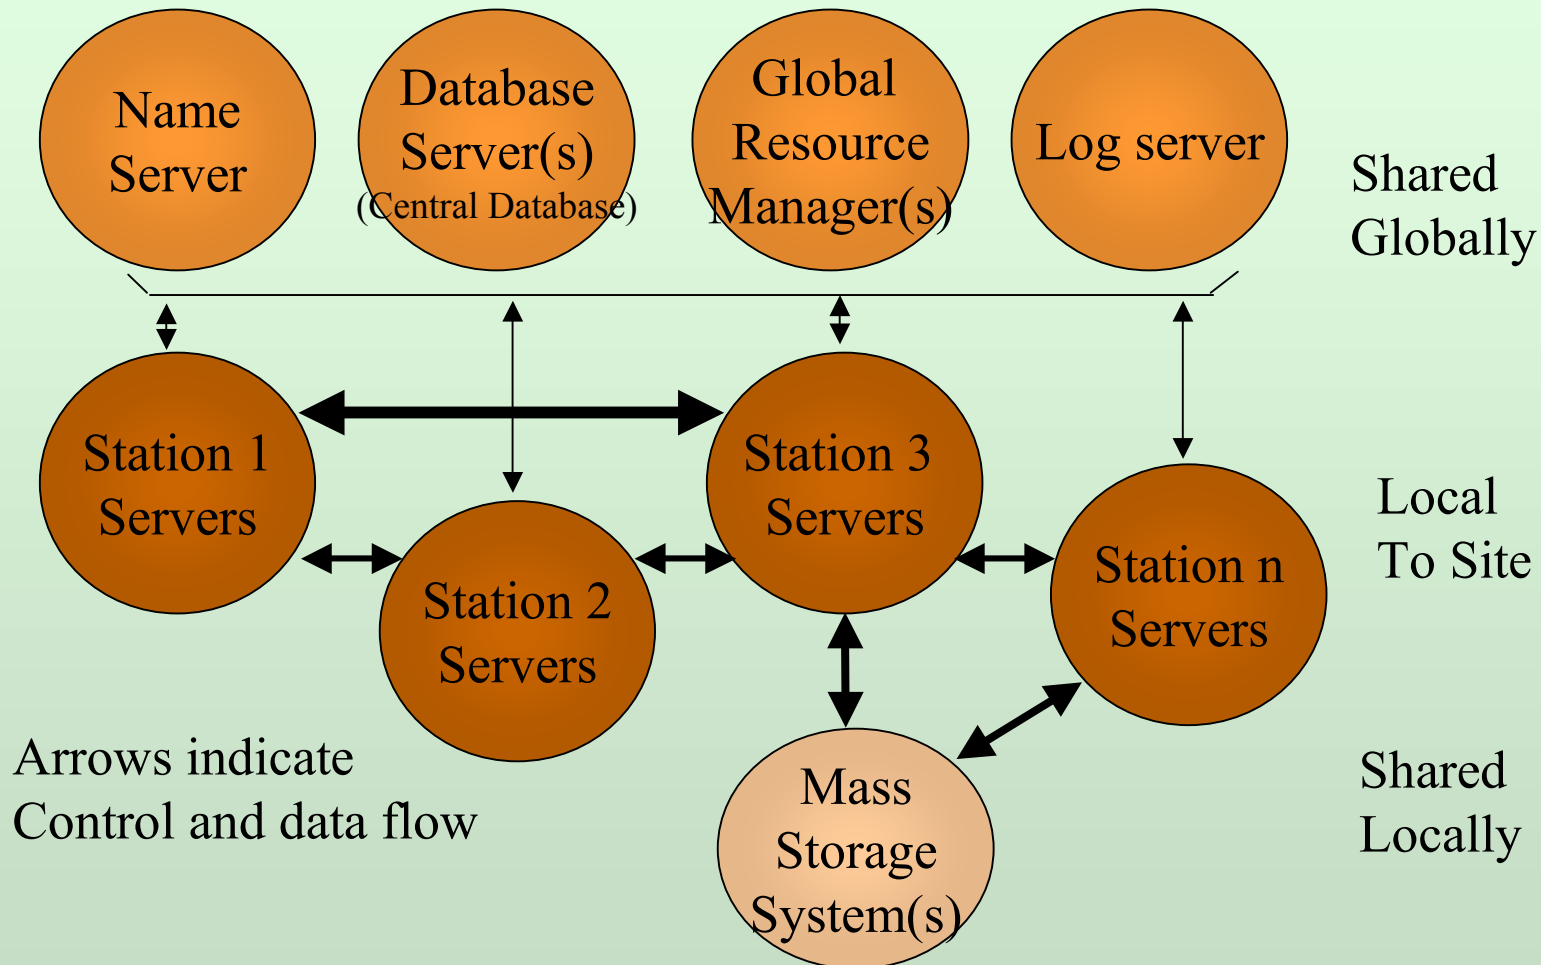 Name
Server
Database
Server(s)
(Central Database)
Global
Resource
Manager(s)
Log server
Shared
Globally
Station 1
Servers
Station 2
Servers
Station 3
Servers
Station n
Servers
Local
To Site
Arrows indicate
Control and data flow
Mass
Storage
System(s)
Shared
Locally